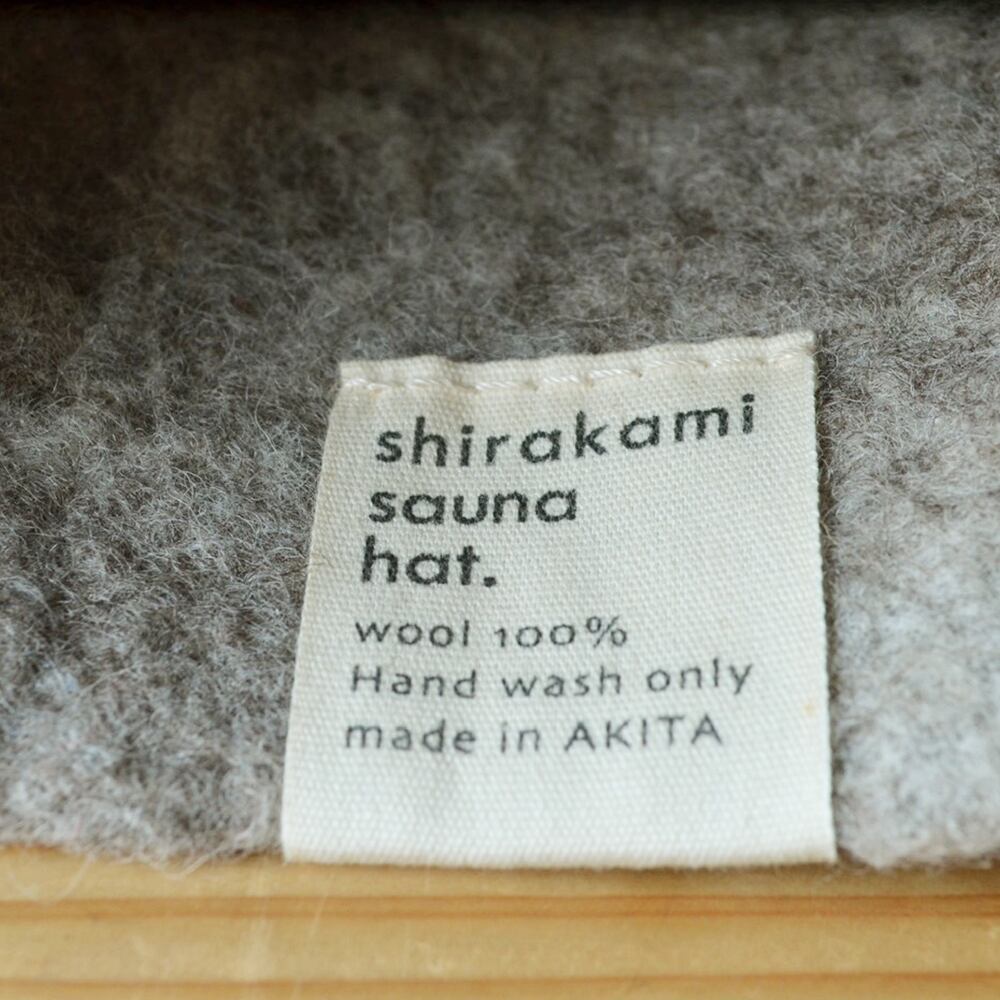 shirakami
sauna
hat.
wool 100%
Hand wash only
made in AKITA